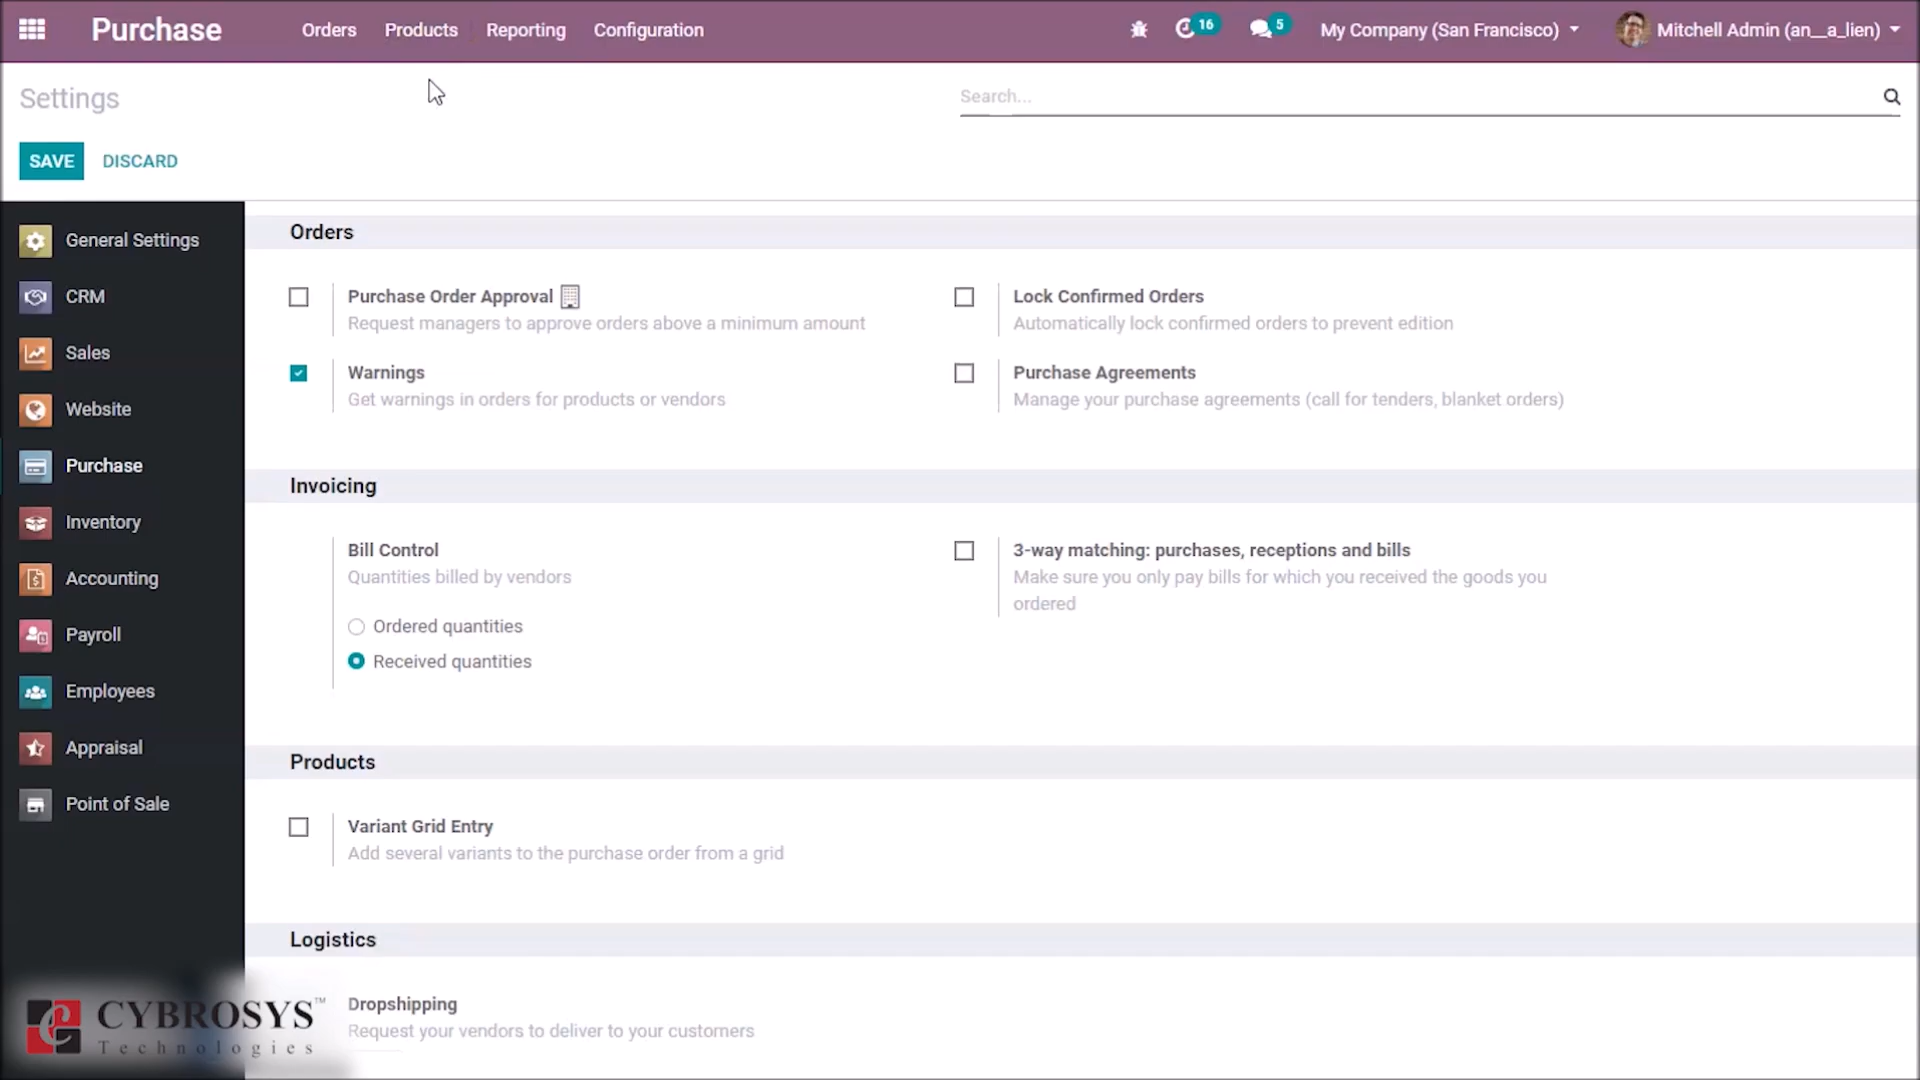 Purchase
Orders
Products
Reporting
Configuration
16
5
My Company (San Francisco)
Mitchell Admin (an__a_lien)
Settings
Search...
SAVE
DISCARD
General Settings
CRM
Sales
Website
Purchase
Inventory
Accounting
Payroll
Employees
Appraisal
Point of Sale
Orders
Purchase Order Approval
Request managers to approve orders above a minimum amount
Lock Confirmed Orders
Automatically lock confirmed orders to prevent edition
Warnings
Get warnings in orders for products or vendors
Purchase Agreements
Manage your purchase agreements (call for tenders, blanket orders)
Invoicing
Bill Control
Quantities billed by vendors
Ordered quantities
Received quantities
3-way matching: purchases, receptions and bills
Make sure you only pay bills for which you received the goods you
ordered
Products
Variant Grid Entry
Add several variants to the purchase order from a grid
Logistics
Dropshipping
Request your vendors to deliver to your customers
CYBROSYS™
Technologies